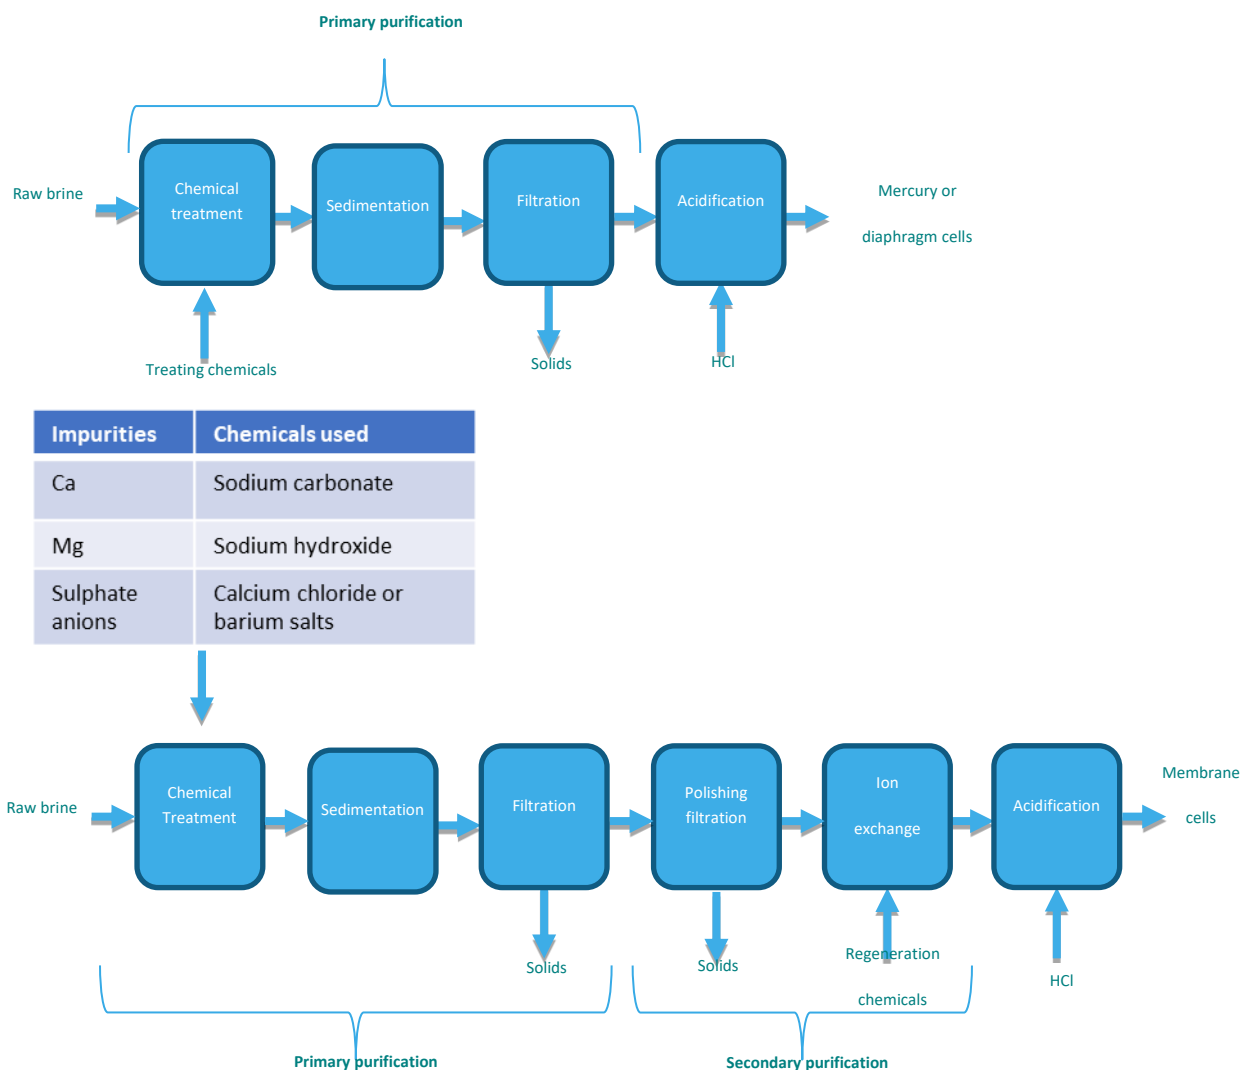 Primary purification
Raw brine
Chemical
treatment
Sedimentation
Filtration
Acidification
Mercury or
diaphragm cells
Treating chemicals
Solids
HCl
Impurities
Chemicals used
Ca
Sodium carbonate
Mg
Sodium hydroxide
Sulphate
anions
Calcium chloride or
barium salts
Raw brine
Chemical
Treatment
Sedimentation
Filtration
Polishing
filtration
Ion
exchange
Acidification
Membrane
cells
Solids
Solids
Regeneration
chemicals
HCl
Primary purification
Secondary purification